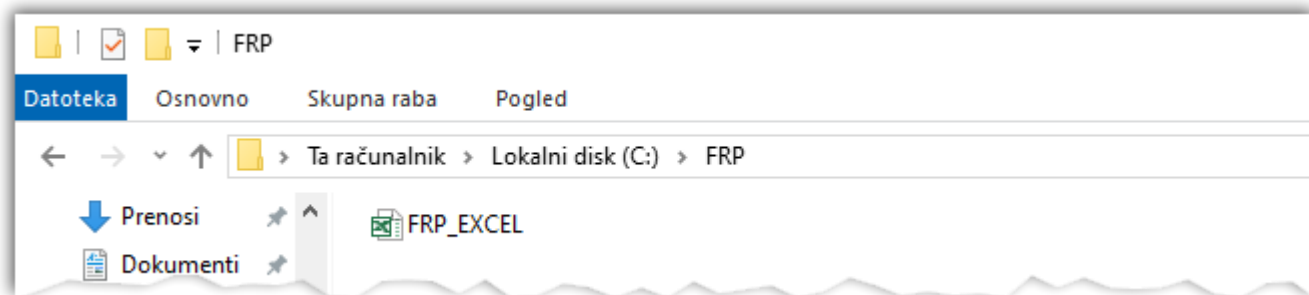 FRP
Datoteka Osnovno Skupna raba Pogled
Ta računalnik Lokalni disk (C:) FRP
Prenosi FRP_EXCEL
Dokumenti